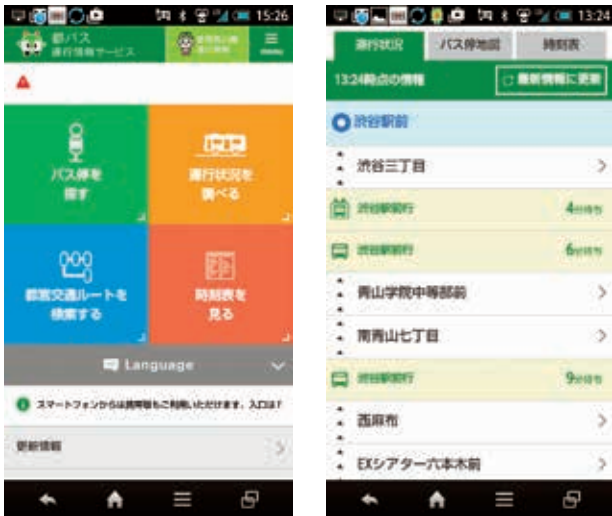 15:26
都バス
運行情報サービス
menu
バス停を
探す
運行状況を
調べる
都営交通ルートを
検索する
時刻表を
見る
Language
スマートフォンからは携帯版もご利用いただけます。入口は?
更新情報
13:24
運行状況
バス停地図
時刻表
13:24時点の情報
最新情報に更新
渋谷駅前
渋谷三丁目
渋谷駅前行
4分待ち
渋谷駅前行
6分待ち
青山学院中等部前
南青山七丁目
渋谷駅前行
9分待ち
西麻布
EXシアター六本木前